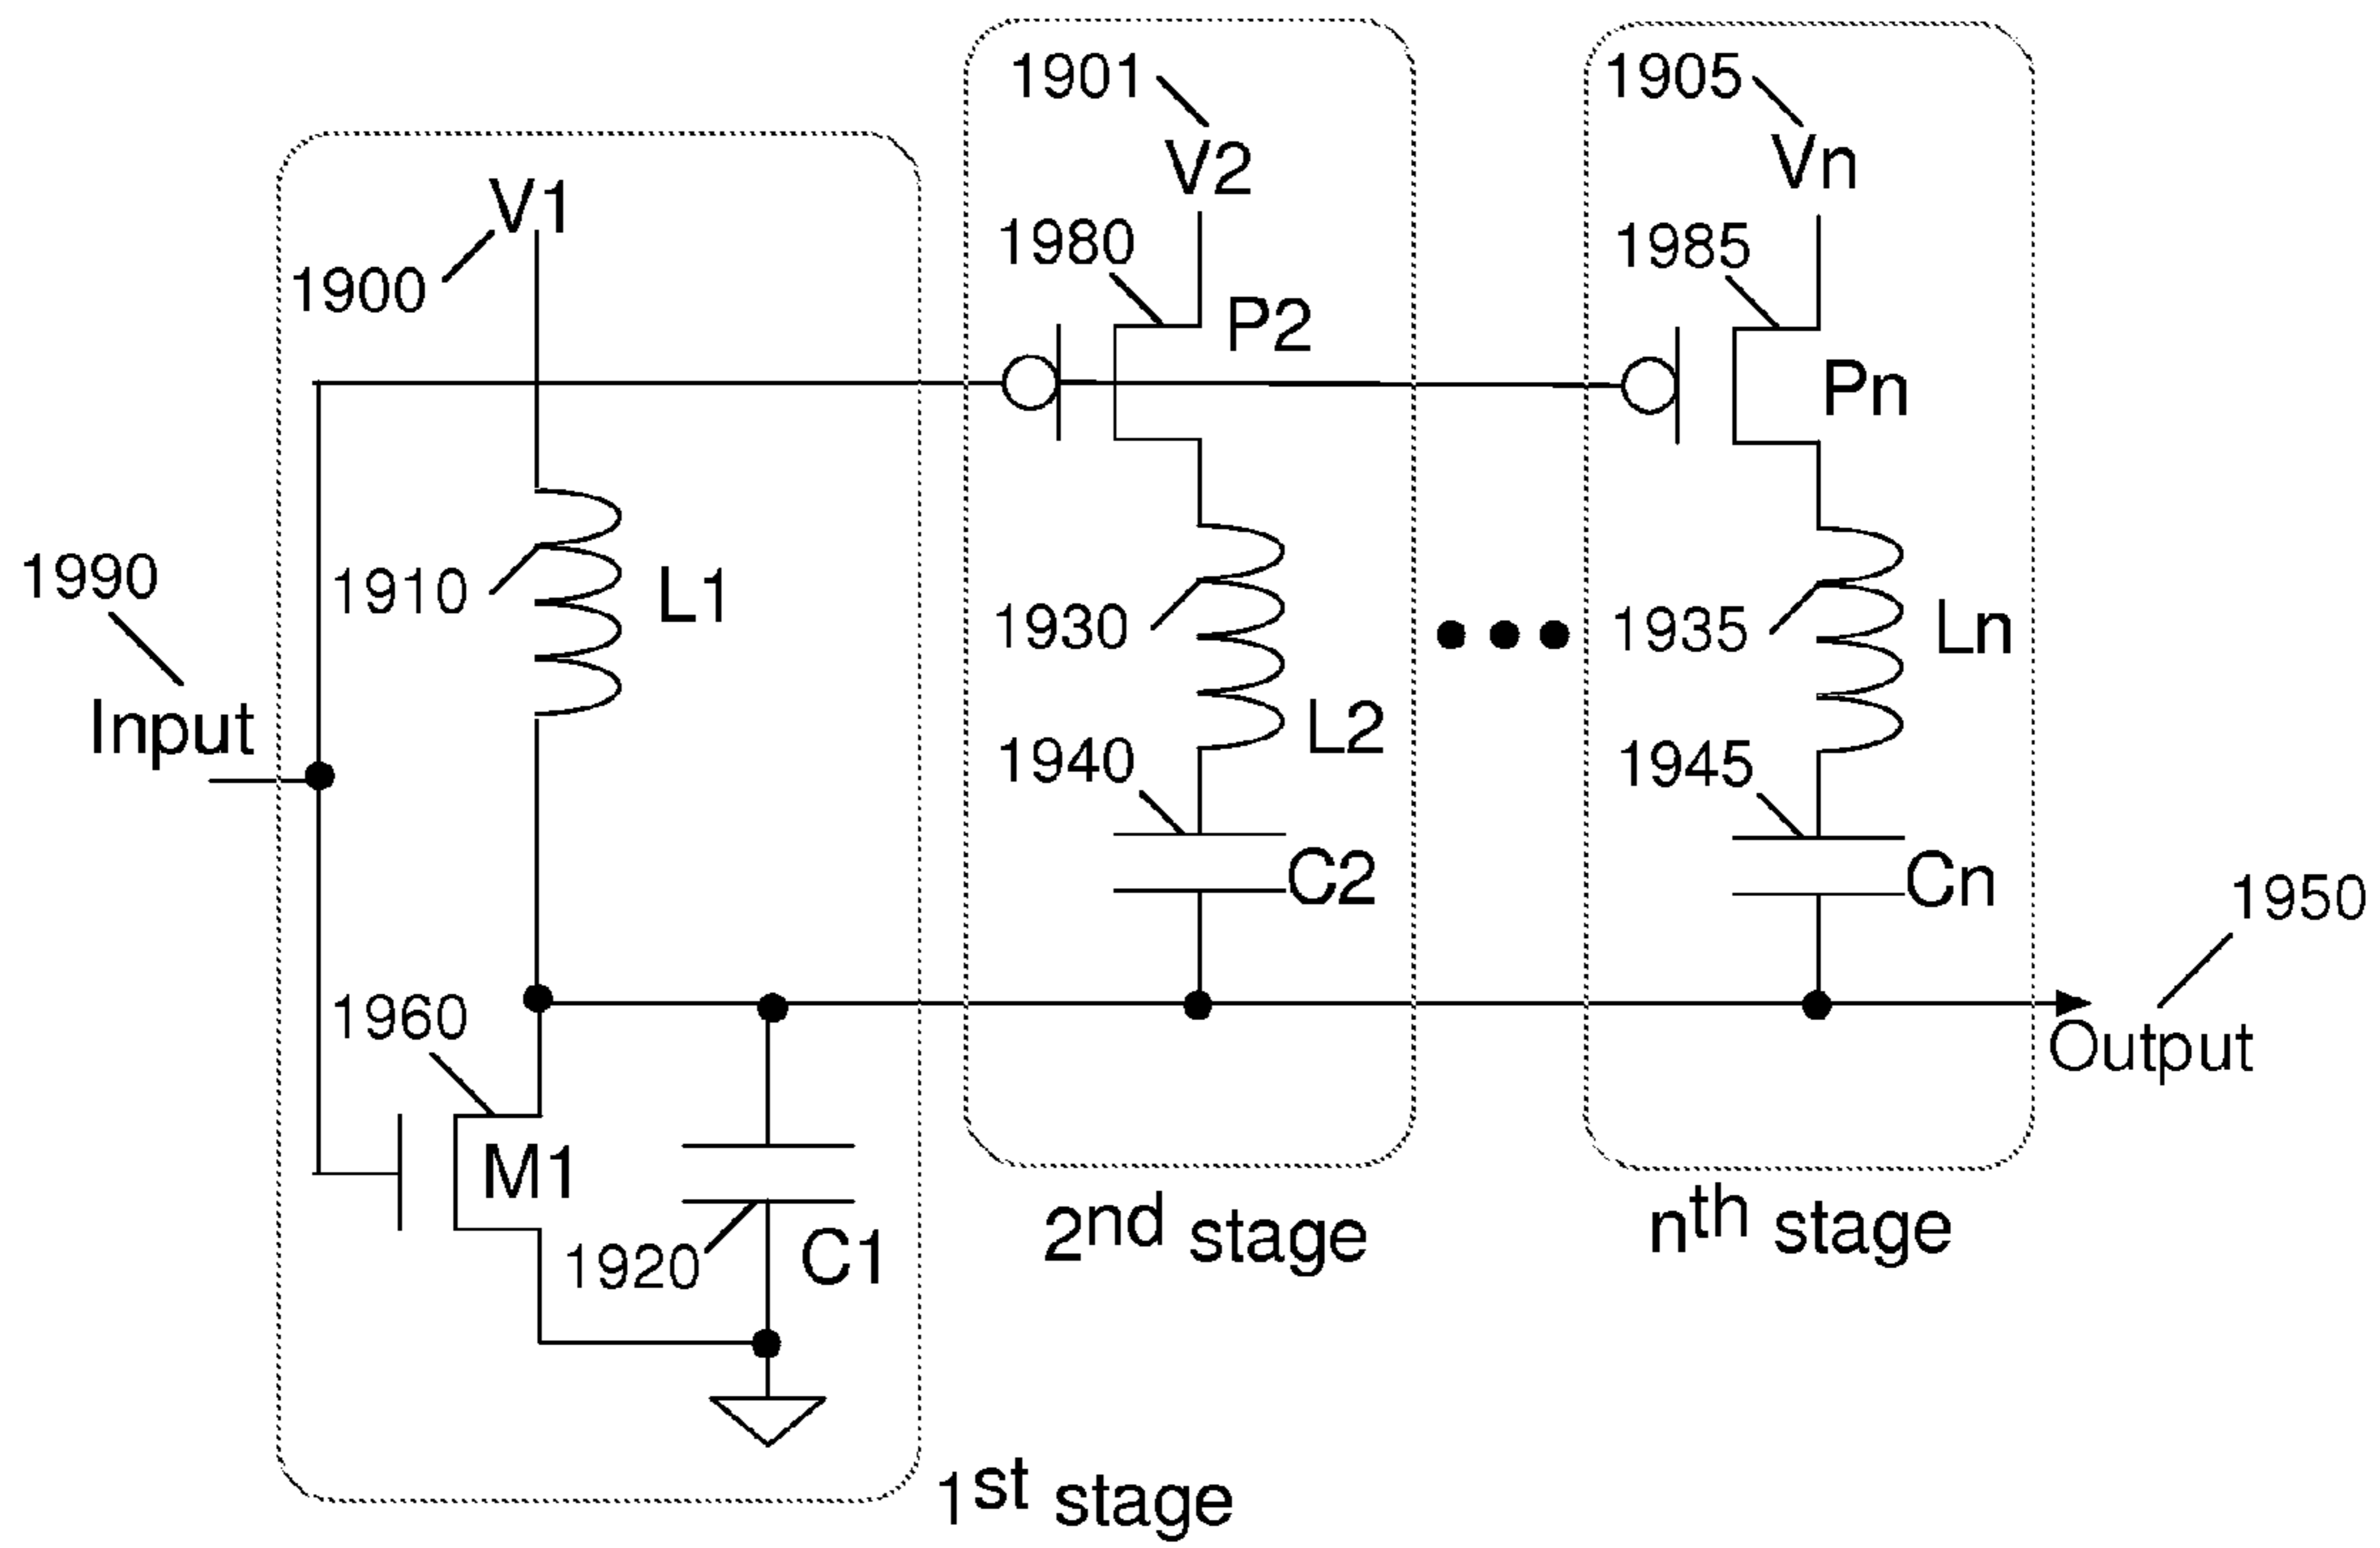 1901
V2
1980
P2
1905
Vn
1985
Pn
V1
1900
1990
Input
1910
L1
1930
L2
1940
C2
1935
Ln
1945
Cn
1950
Output
1960
M1
1920
C1
2nd stage
nth stage
1st stage